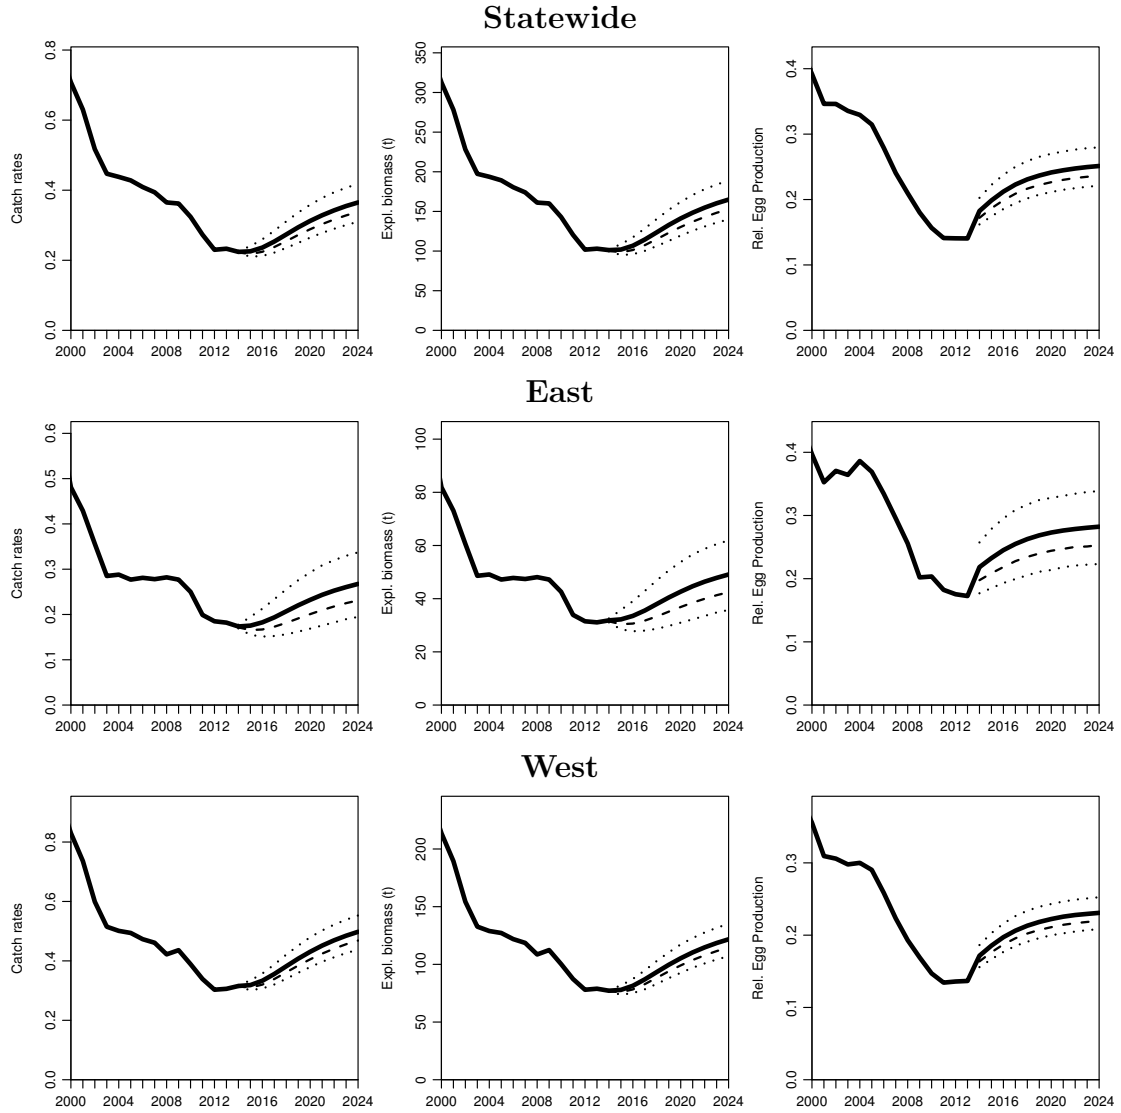 Statewide
Catch rates
0.0 0.2 0.4 0.6 0.8
2000 2004 2008 2012 2016 2020 2024
Expl. biomass (t)
0 50 100 150 200 250 300 350
2000 2004 2008 2012 2016 2020 2024
Rel. Egg Production
0.0 0.1 0.2 0.3 0.4
2000 2004 2008 2012 2016 2020 2024
East
Catch rates
0.0 0.1 0.2 0.3 0.4 0.5 0.6
2000 2004 2008 2012 2016 2020 2024
Expl. biomass (t)
0 20 40 60 80 100
2000 2004 2008 2012 2016 2020 2024
Rel. Egg Production
0.0 0.1 0.2 0.3 0.4
2000 2004 2008 2012 2016 2020 2024
West
Catch rates
0.0 0.2 0.4 0.6 0.8
2000 2004 2008 2012 2016 2020 2024
Expl. biomass (t)
0 50 100 150 200
2000 2004 2008 2012 2016 2020 2024
Rel. Egg Production
0.0 0.1 0.2 0.3
2000 2004 2008 2012 2016 2020 2024